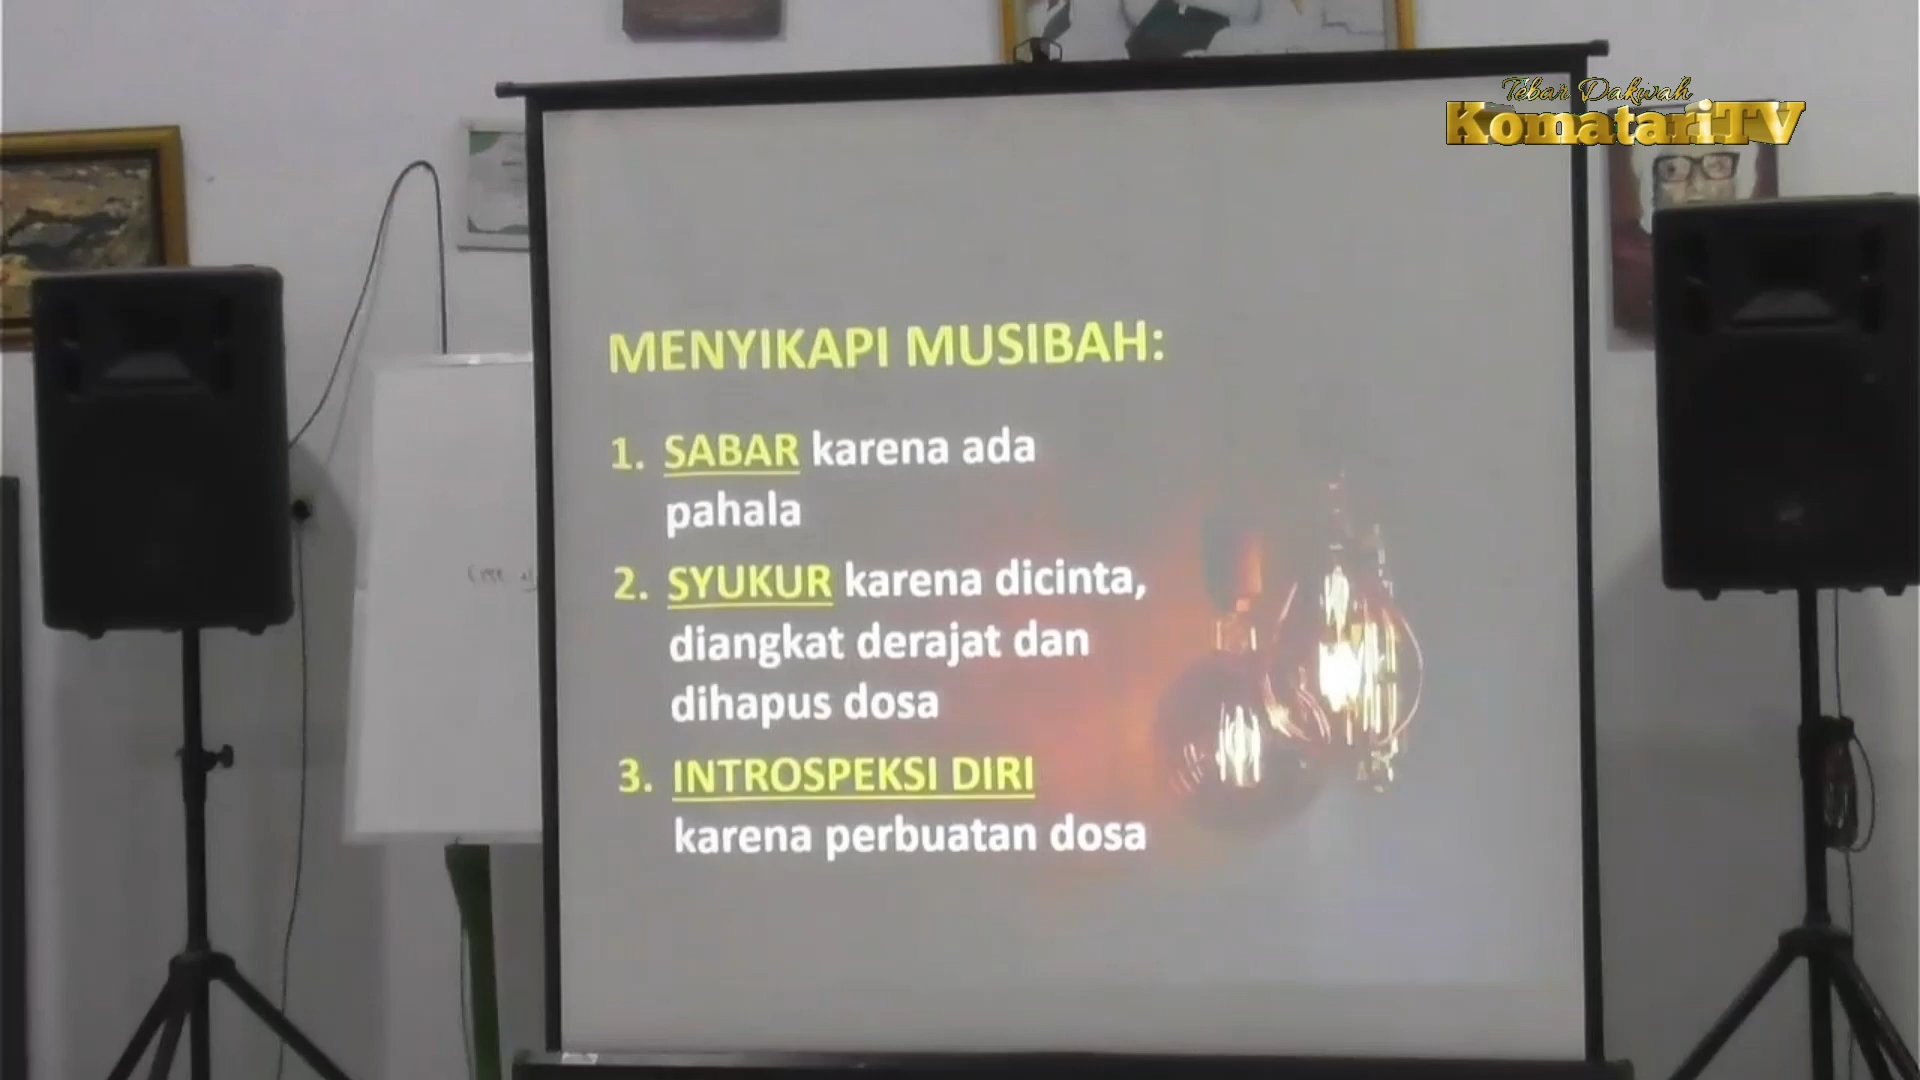 Tebar Dakwah
KomatariTV
MENYIKAPI MUSIBAH:
1. SABAR karena ada
pahala
2. SYUKUR karena dicinta,
diangkat derajat dan
dihapus dosa
3. INTROSPEKSI DIRI
karena perbuatan dosa